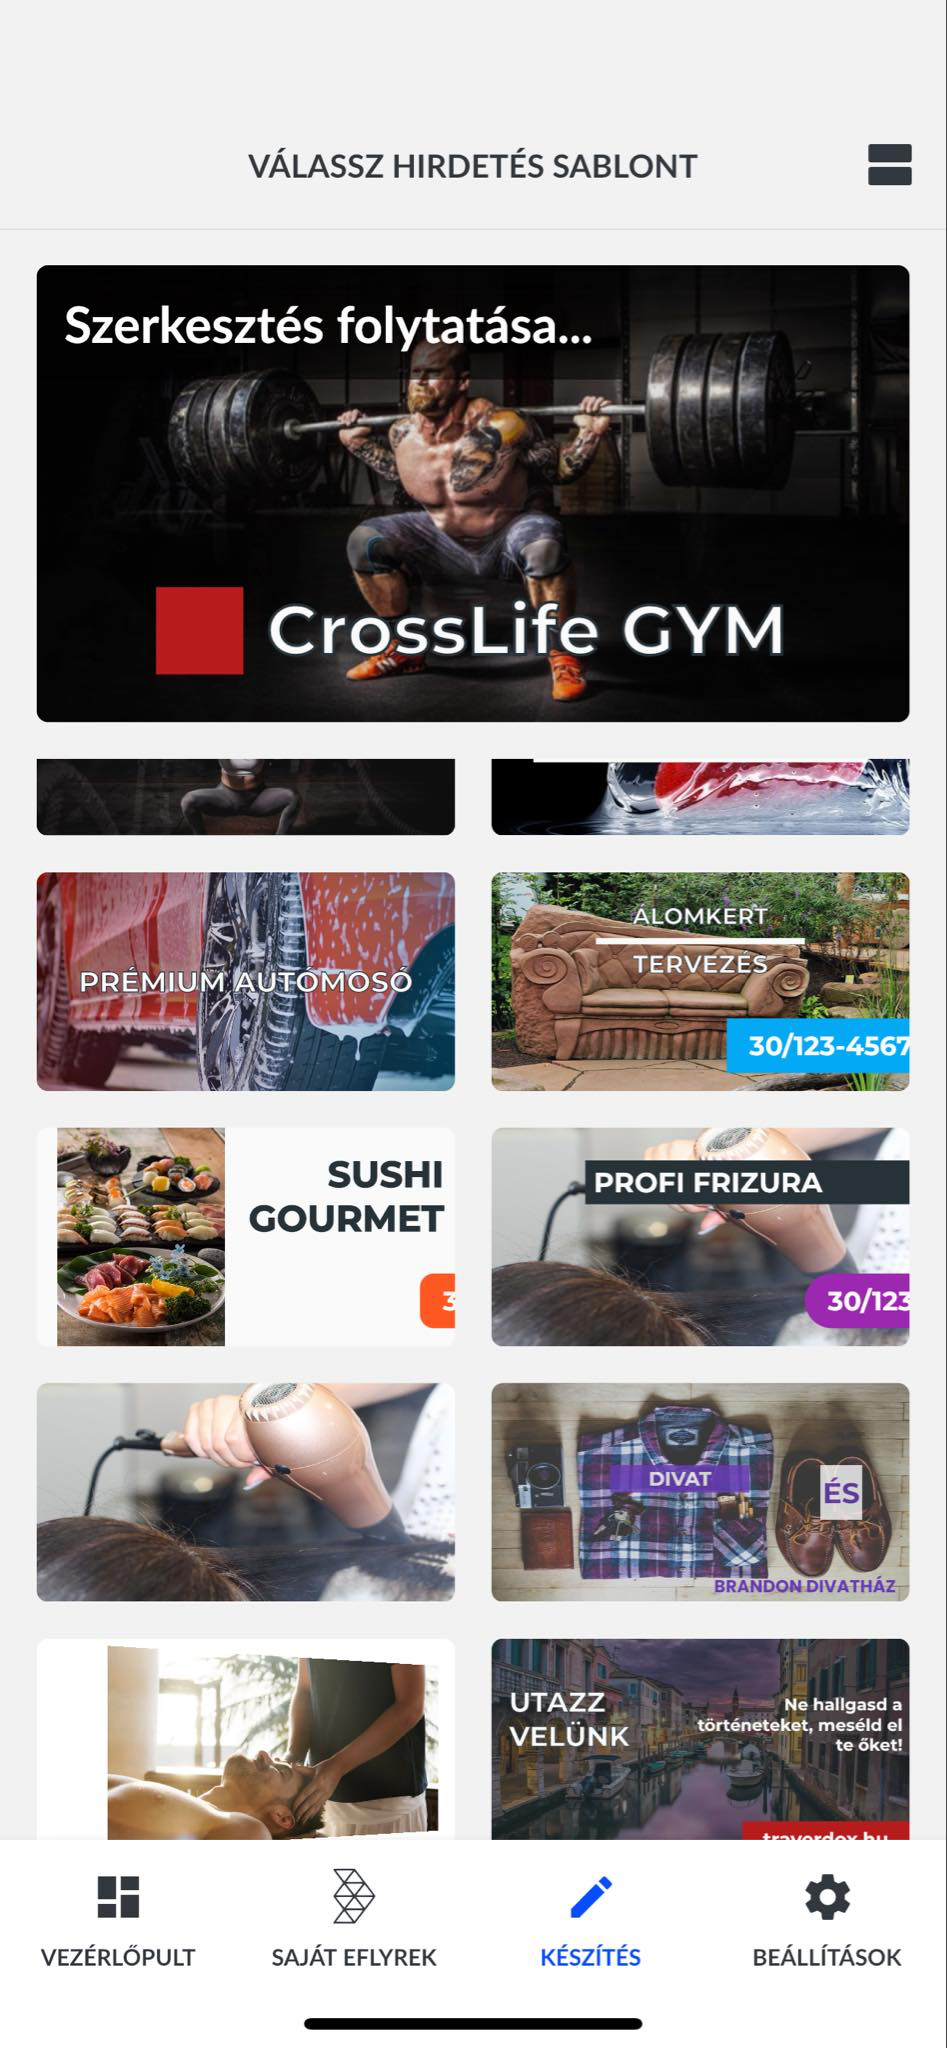 VÁLASSZ HIRDETÉS SABLONT
Szerkesztés folytatása...
CrossLife GYM
PRÉMIUM AUTÓMOSÓ
ÁLOMKERT
TERVEZÉS
30/123-4567
SUSHI
GOURMET
3
PROFI FRIZURA
30/123
DIVAT
ÉS
BRANDON DIVATHÁZ
UTAZZ
VELÜNK
Ne hallgasd a
történeteket, meséld el
te őket!
VEZÉRLŐPULT
SAJÁT EFLYREK
KÉSZÍTÉS
BEÁLLÍTÁSOK